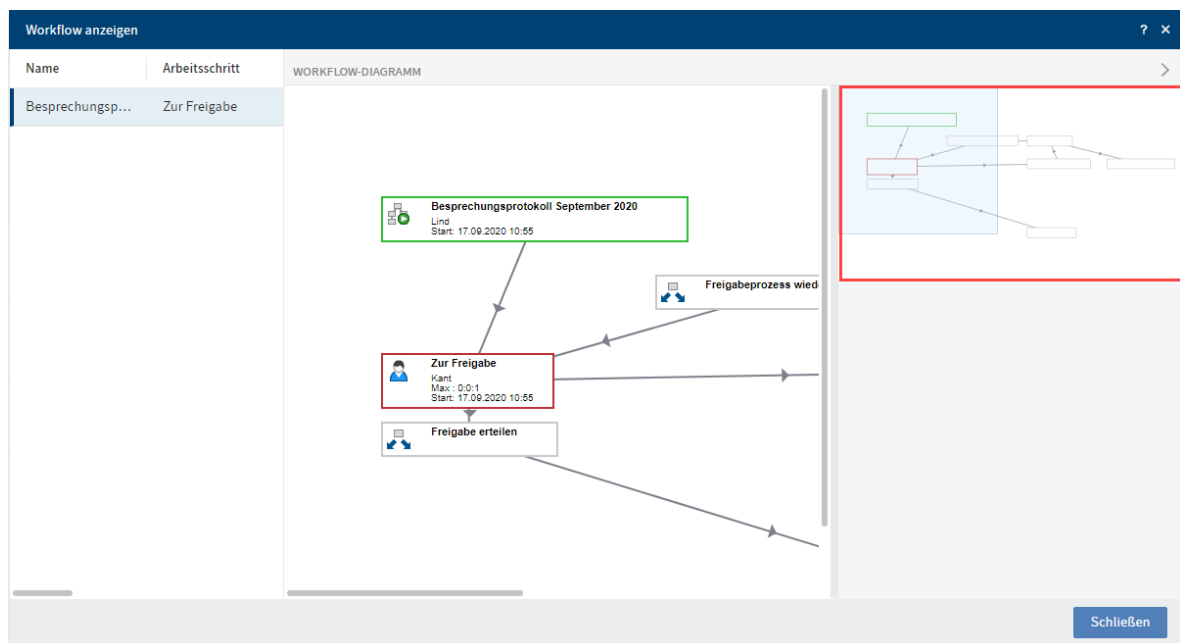 Workflow anzeigen
?
Name Arbeitsschritt
WORKFLOW-DIAGRAMM
Besprechungsp... Zur Freigabe
Besprechungsprotokoll September 2020
Lind
Start: 17.09.2020 10:55
Freigabeprozess wied
Zur Freigabe
Kant
Max : 0:0:1
Start: 17.09.2020 10:55
Freigabe erteilen
Schließen